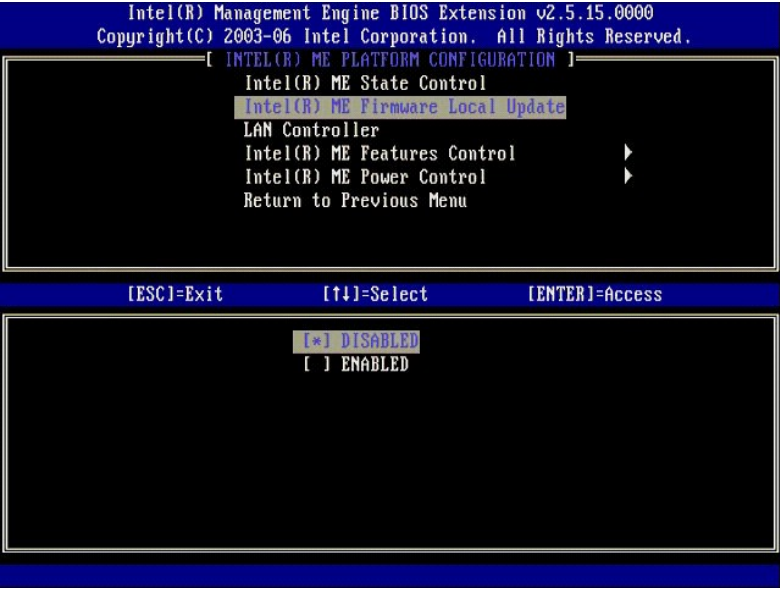 Intel(R) Management Engine BIOS Extension v2.5.15.0000
Copyright(C) 2003-06 Intel Corporation. All Rights Reserved.
[ INTEL(R) ME PLATFORM CONFIGURATION ]
Intel(R) ME State Control
Intel(R) ME Firmware Local Update
LAN Controller
Intel(R) ME Features Control ►
Intel(R) ME Power Control ►
Return to Previous Menu
[ESC]=Exit [↑↓]=Select [ENTER]=Access
[*] DISABLED
[ ] ENABLED